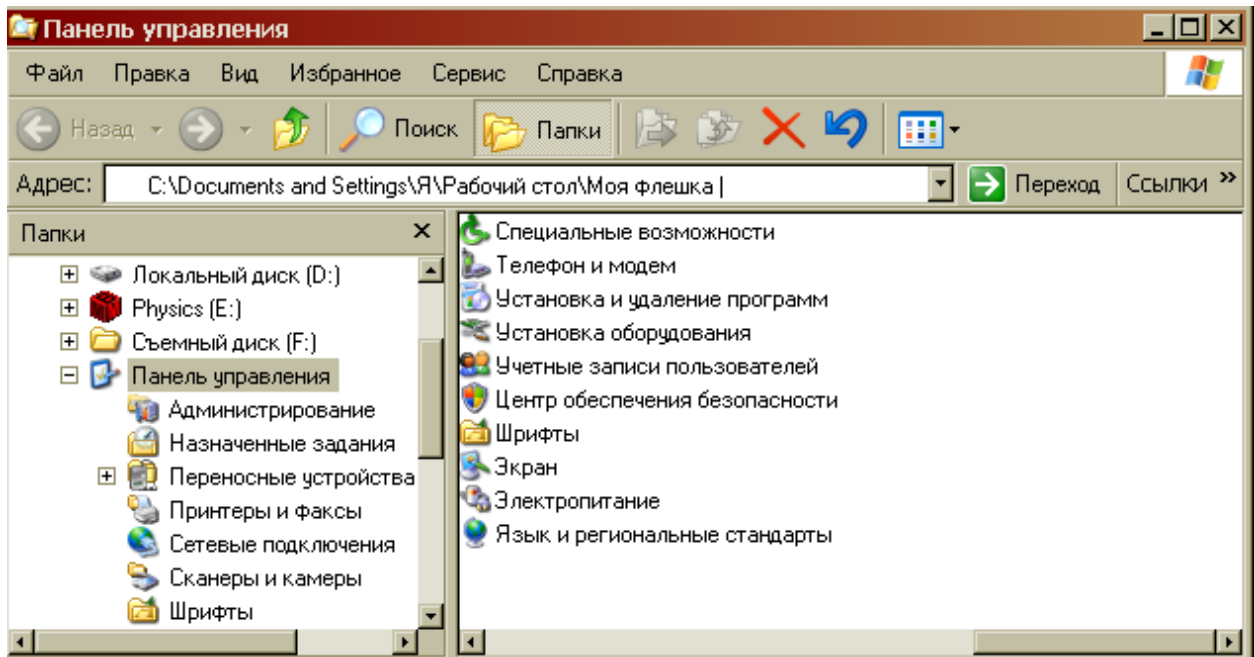 Панель управления
Файл Правка Вид Избранное Сервис Справка
Назад Поиск Папки
Адрес: C:\Documents and Settings\Я\Рабочий стол\Моя флешка Переход Ссылки »
Папки
Локальный диск (D:)
Physics (E:)
Съемный диск (F:)
Панель управления
Администрирование
Назначенные задания
Переносные устройства
Принтеры и факсы
Сетевые подключения
Сканеры и камеры
Шрифты
Специальные возможности
Телефон и модем
Установка и удаление программ
Установка оборудования
Учетные записи пользователей
Центр обеспечения безопасности
Шрифты
Экран
Электропитание
Язык и региональные стандарты